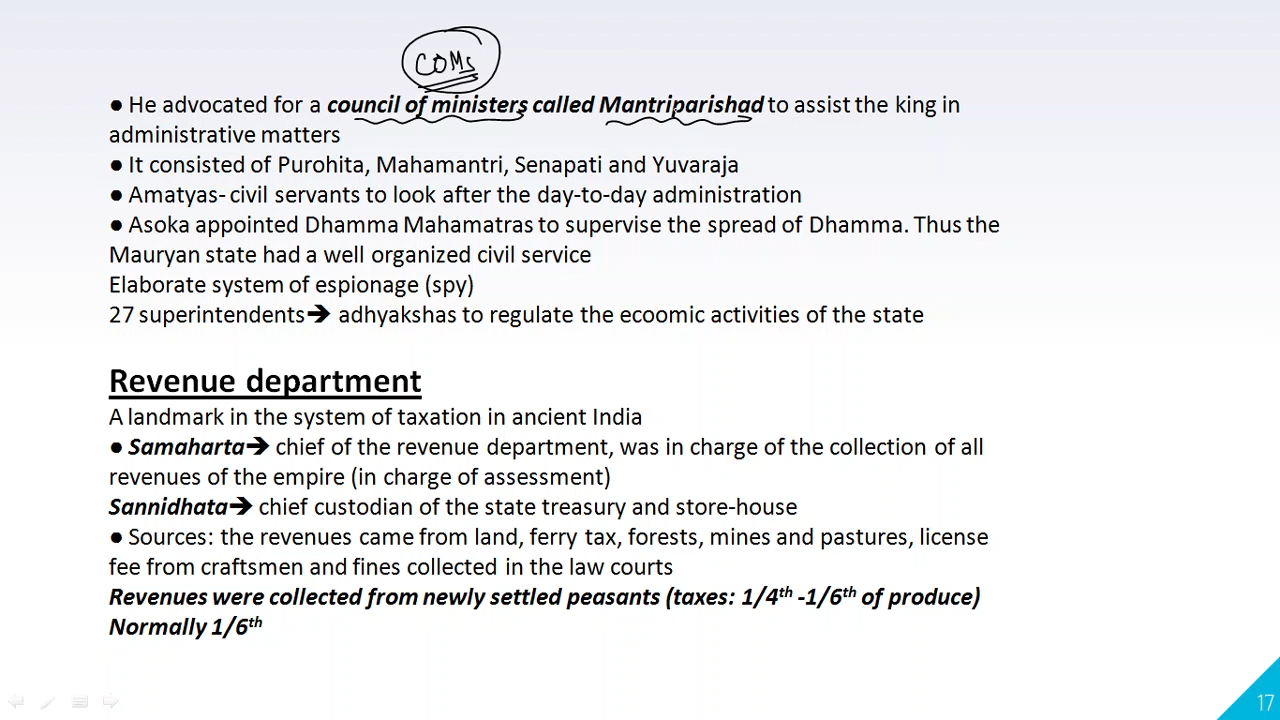 COMs
● He advocated for a council of ministers called Mantriparishad to assist the king in
administrative matters
● It consisted of Purohita, Mahamantri, Senapati and Yuvaraja
● Amatyas- civil servants to look after the day-to-day administration
● Asoka appointed Dhamma Mahamatras to supervise the spread of Dhamma. Thus the
Mauryan state had a well organized civil service
Elaborate system of espionage (spy)
27 superintendents➔ adhyakshas to regulate the ecoomic activities of the state
Revenue department
A landmark in the system of taxation in ancient India
● Samaharta➔ chief of the revenue department, was in charge of the collection of all
revenues of the empire (in charge of assessment)
Sannidhata➔ chief custodian of the state treasury and store-house
● Sources: the revenues came from land, ferry tax, forests, mines and pastures, license
fee from craftsmen and fines collected in the law courts
Revenues were collected from newly settled peasants (taxes: 1/4th -1/6th of produce)
Normally 1/6th
17